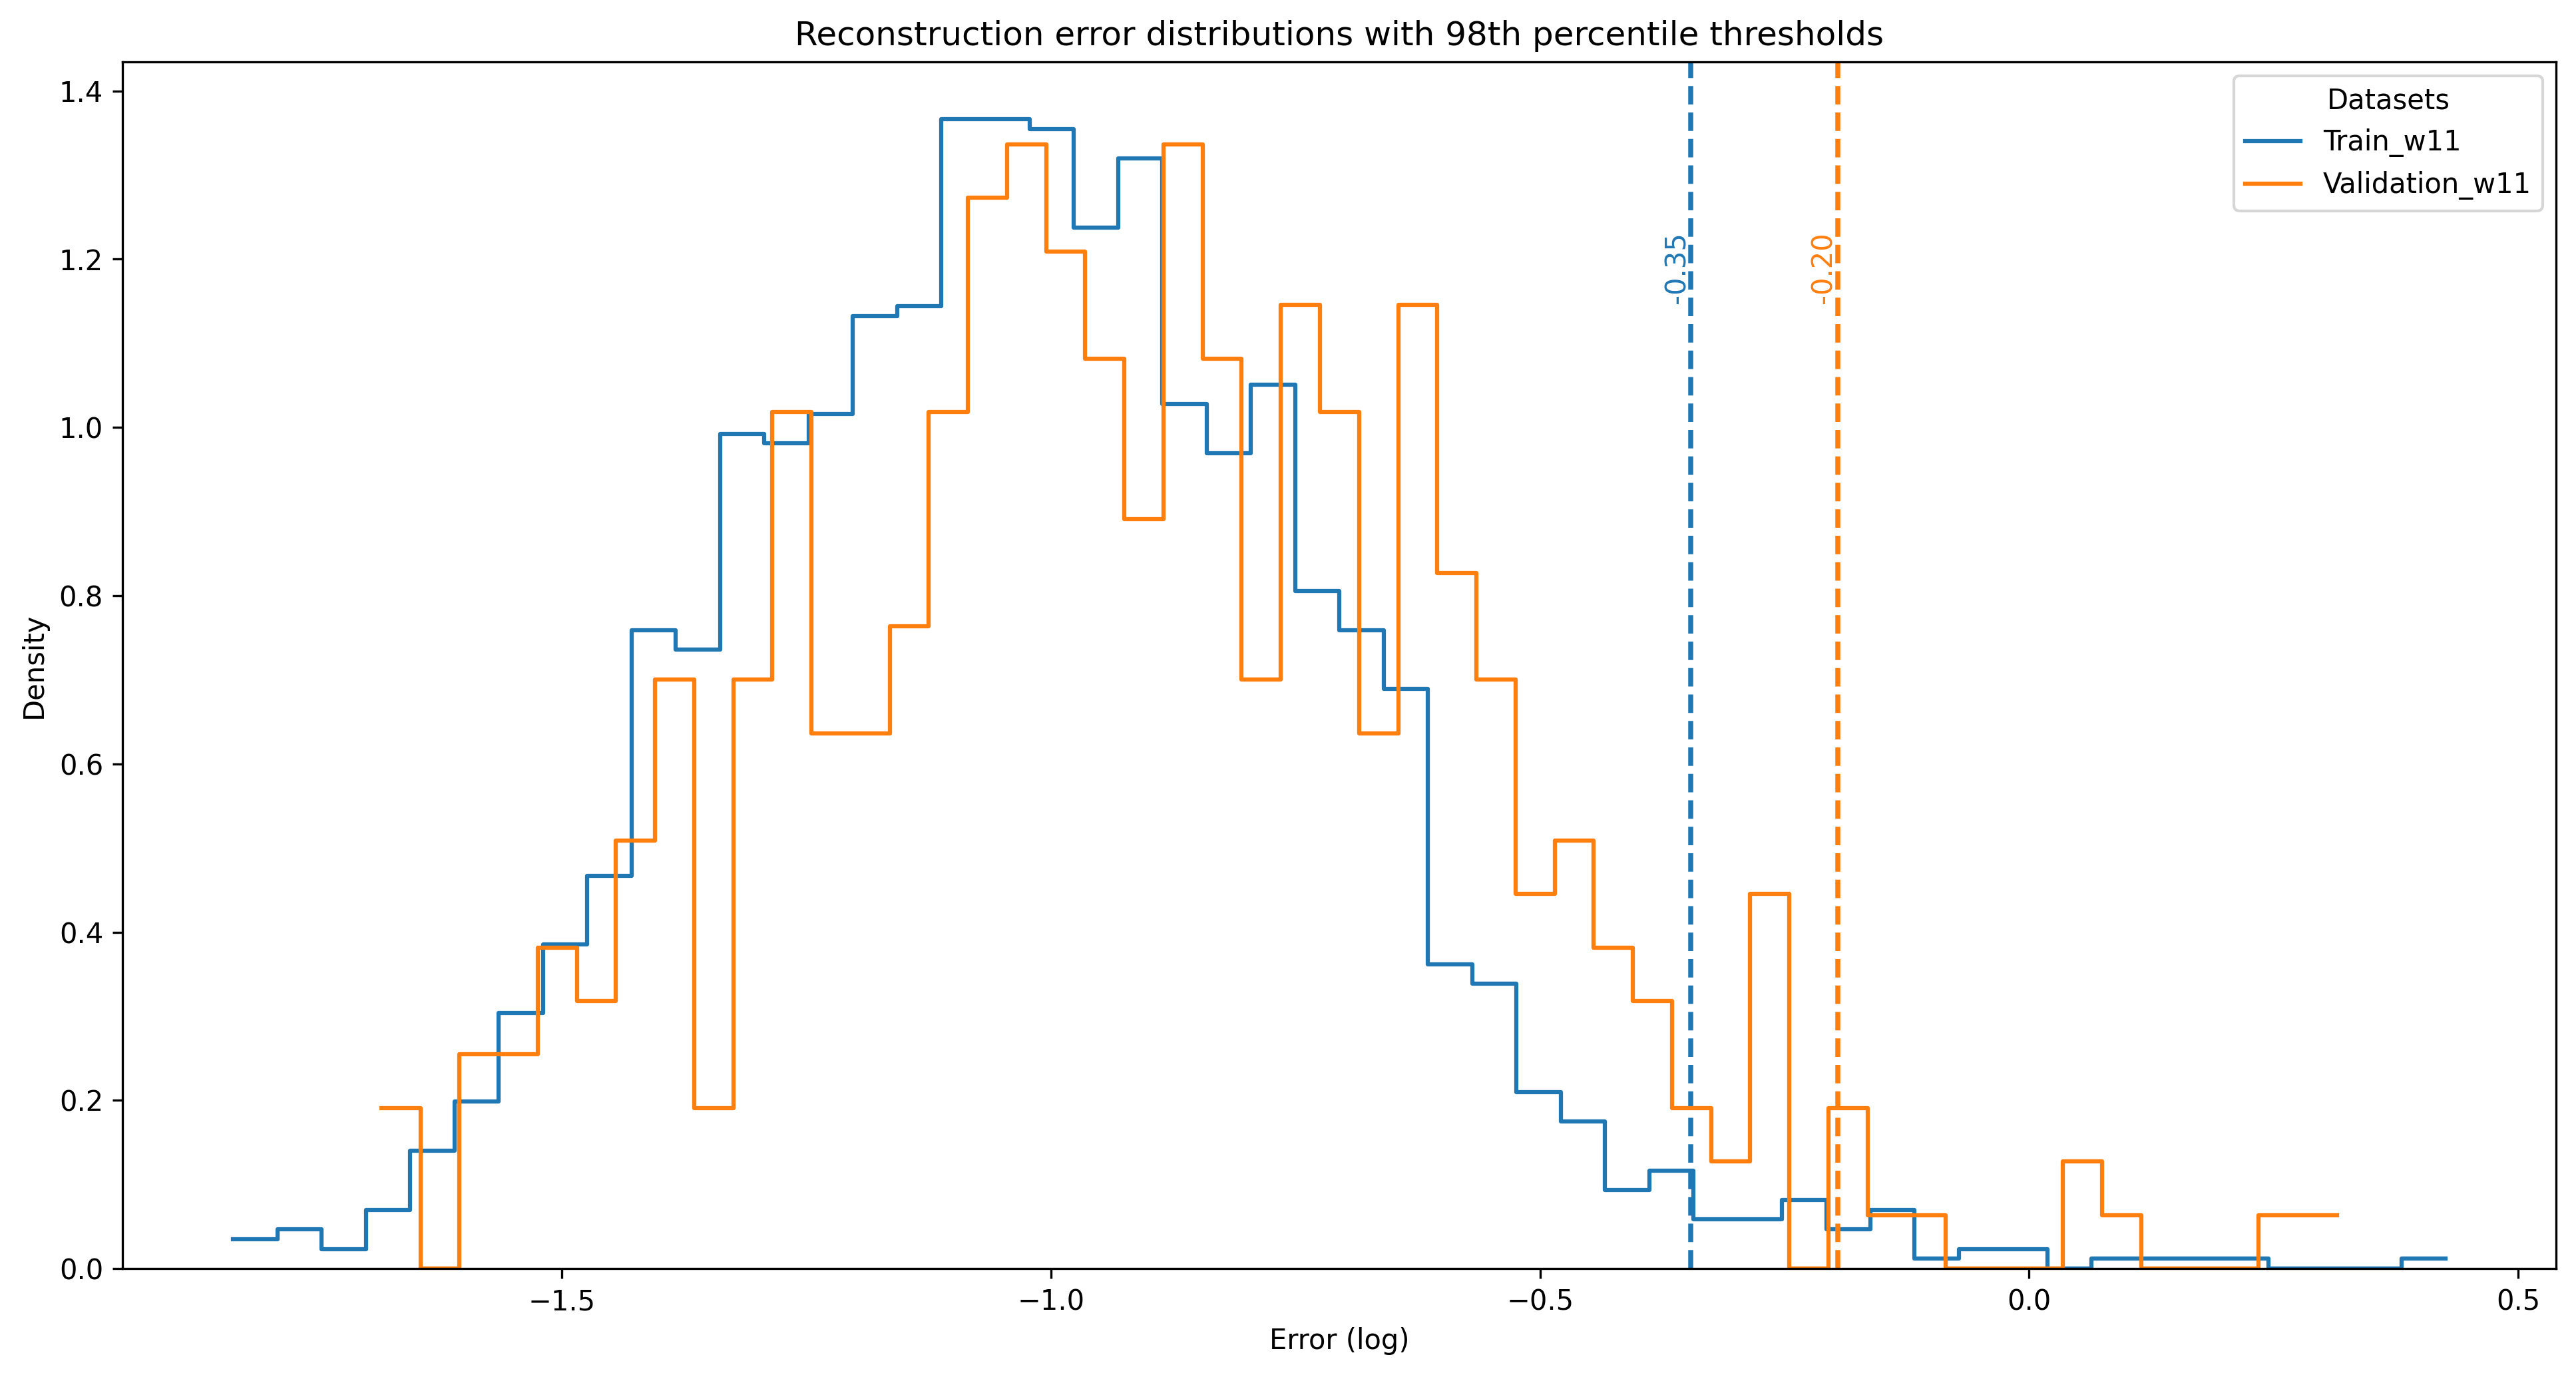 Reconstruction error distributions with 98th percentile thresholds
Datasets
Train_w11
Validation_w11
-0.35
-0.20
Density
1.4
1.2
1.0
0.8
0.6
0.4
0.2
0.0
−1.5
−1.0
−0.5
0.0
0.5
Error (log)